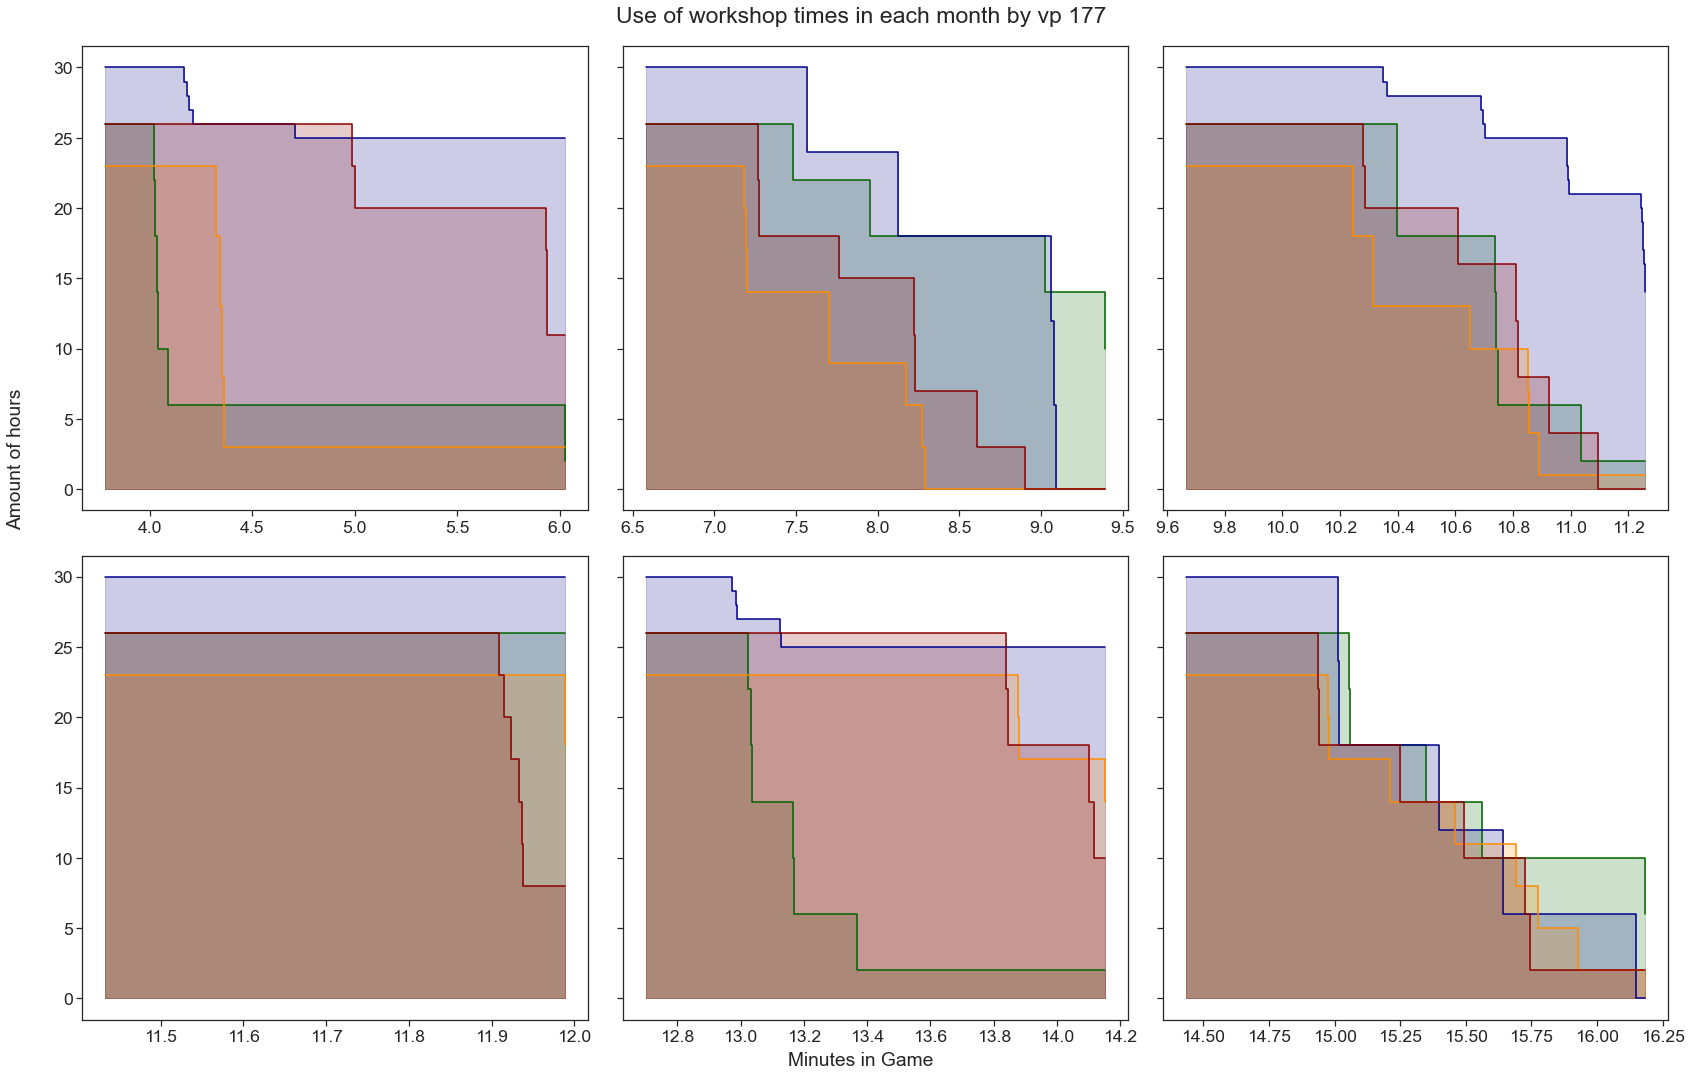 Use of workshop times in each month by vp 177
Amount of hours
30
25
20
15
10
5
0
4.0 4.5 5.0 5.5 6.0
6.5 7.0 7.5 8.0 8.5 9.0 9.5
9.6 9.8 10.0 10.2 10.4 10.6 10.8 11.0 11.2
30
25
20
15
10
5
0
11.5 11.6 11.7 11.8 11.9 12.0
12.8 13.0 13.2 13.4 13.6 13.8 14.0 14.2
14.50 14.75 15.00 15.25 15.50 15.75 16.00 16.25
Minutes in Game